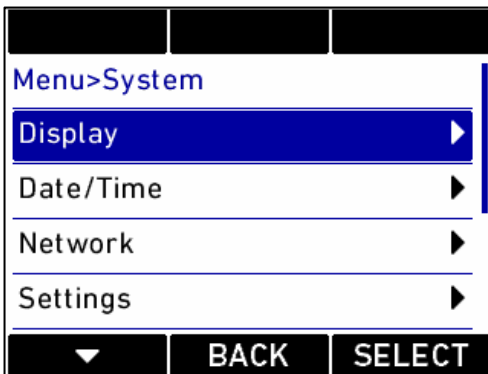 Menu>System
Display
Date/Time
Network
Settings
BACK SELECT